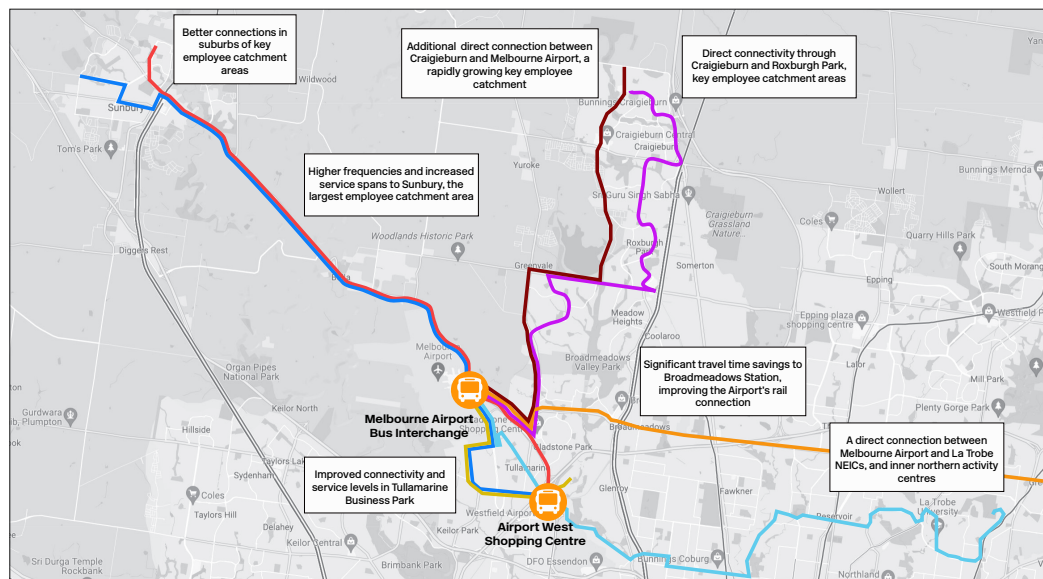 Better connections in
suburbs of key
employee catchment
areas
Additional direct connection between
Craigieburn and Melbourne Airport, a
rapidly growing key employee
catchment
Direct connectivity through
Craigieburn and Roxburgh Park,
key employee catchment areas
Wildwood
Sunbury
Tom's Park
Bunnings Craigieburn
Craigieburn Central
Craigieburn
Yuroke
Higher frequencies and increased
service spans to Sunbury, the
largest employee catchment area
Bunnings Mernda
Wollert
Sri Guru Singh Sabha
Craigieburn
Grassland
Nature...
Coles
Woodlands Historic Park
Quarry Hills Park
Diggers Rest
Roxburgh
Park
Greenvale
Somerton
South Morang
Epping
Meadow
Heights
Epping plaza
shopping centre
Westfield
Coolaroo
Melbourne
Airport
Organ Pipes
National Park
Broadmeadows
Valley Park
Significant travel time savings to
Broadmeadows Station,
improving the Airport's rail
connection
Lalor
Mill Park
Keilor North
Plenty Gorge Park
Gurdwara
Plumpton
Hillside
Melbourne Airport
Bus Interchange
Shopping
Gladstone Park
Broadmeadows
A direct connection between
Melbourne Airport and La Trobe
NEICs, and inner northern activity
centres
Taylors
Sydenham
Improved connectivity and
service levels in Tullamarine
Business Park
Tullamarine
Glenroy
Fawkner
Coles
Taylors Hill
Delahey
Keilor Central
Keilor Park
Westfield
Airport West
Shopping Centre
Reservoir
La Trobe
University
Sri Durga Temple
Rockbank
Brimbank Park
DFO Essendon
Bunnings Coburg
Northland